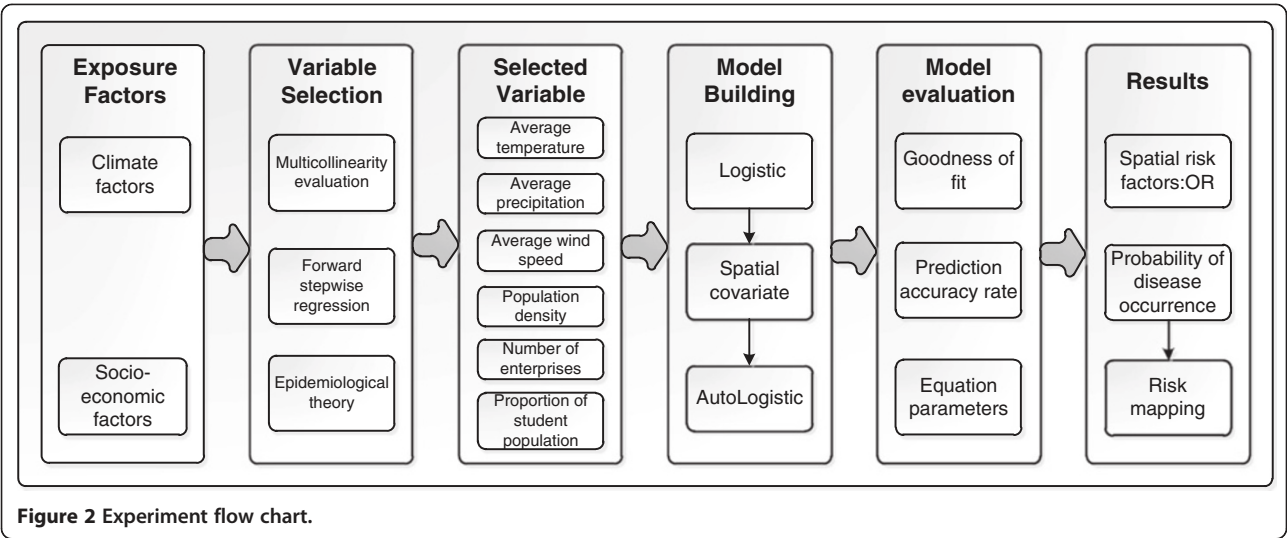 Exposure
Factors
Climate
factors
Socio-
economic
factors
Variable
Selection
Multicollinearity
evaluation
Forward
stepwise
regression
Epidemiological
theory
Selected
Variable
Average
temperature
Average
precipitation
Average wind
speed
Population
density
Number of
enterprises
Proportion of
student
population
Model
Building
Logistic
Spatial
covariate
AutoLogistic
Model
evaluation
Goodness of
fit
Prediction
accuracy rate
Equation
parameters
Results
Spatial risk
factors:OR
Probability of
disease
occurrence
Risk
mapping
Figure 2 Experiment flow chart.